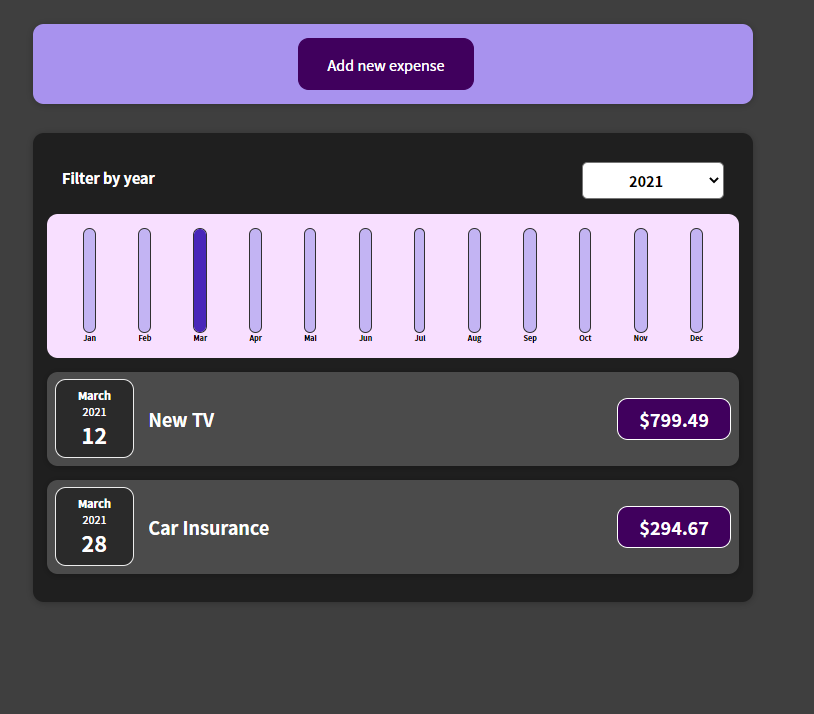 Add new expense
Filter by year
2021
Jan Feb Mar Apr Mai Jun Jul Aug Sep Oct Nov Dec
March
2021
12
New TV
$799.49
March
2021
28
Car Insurance
$294.67